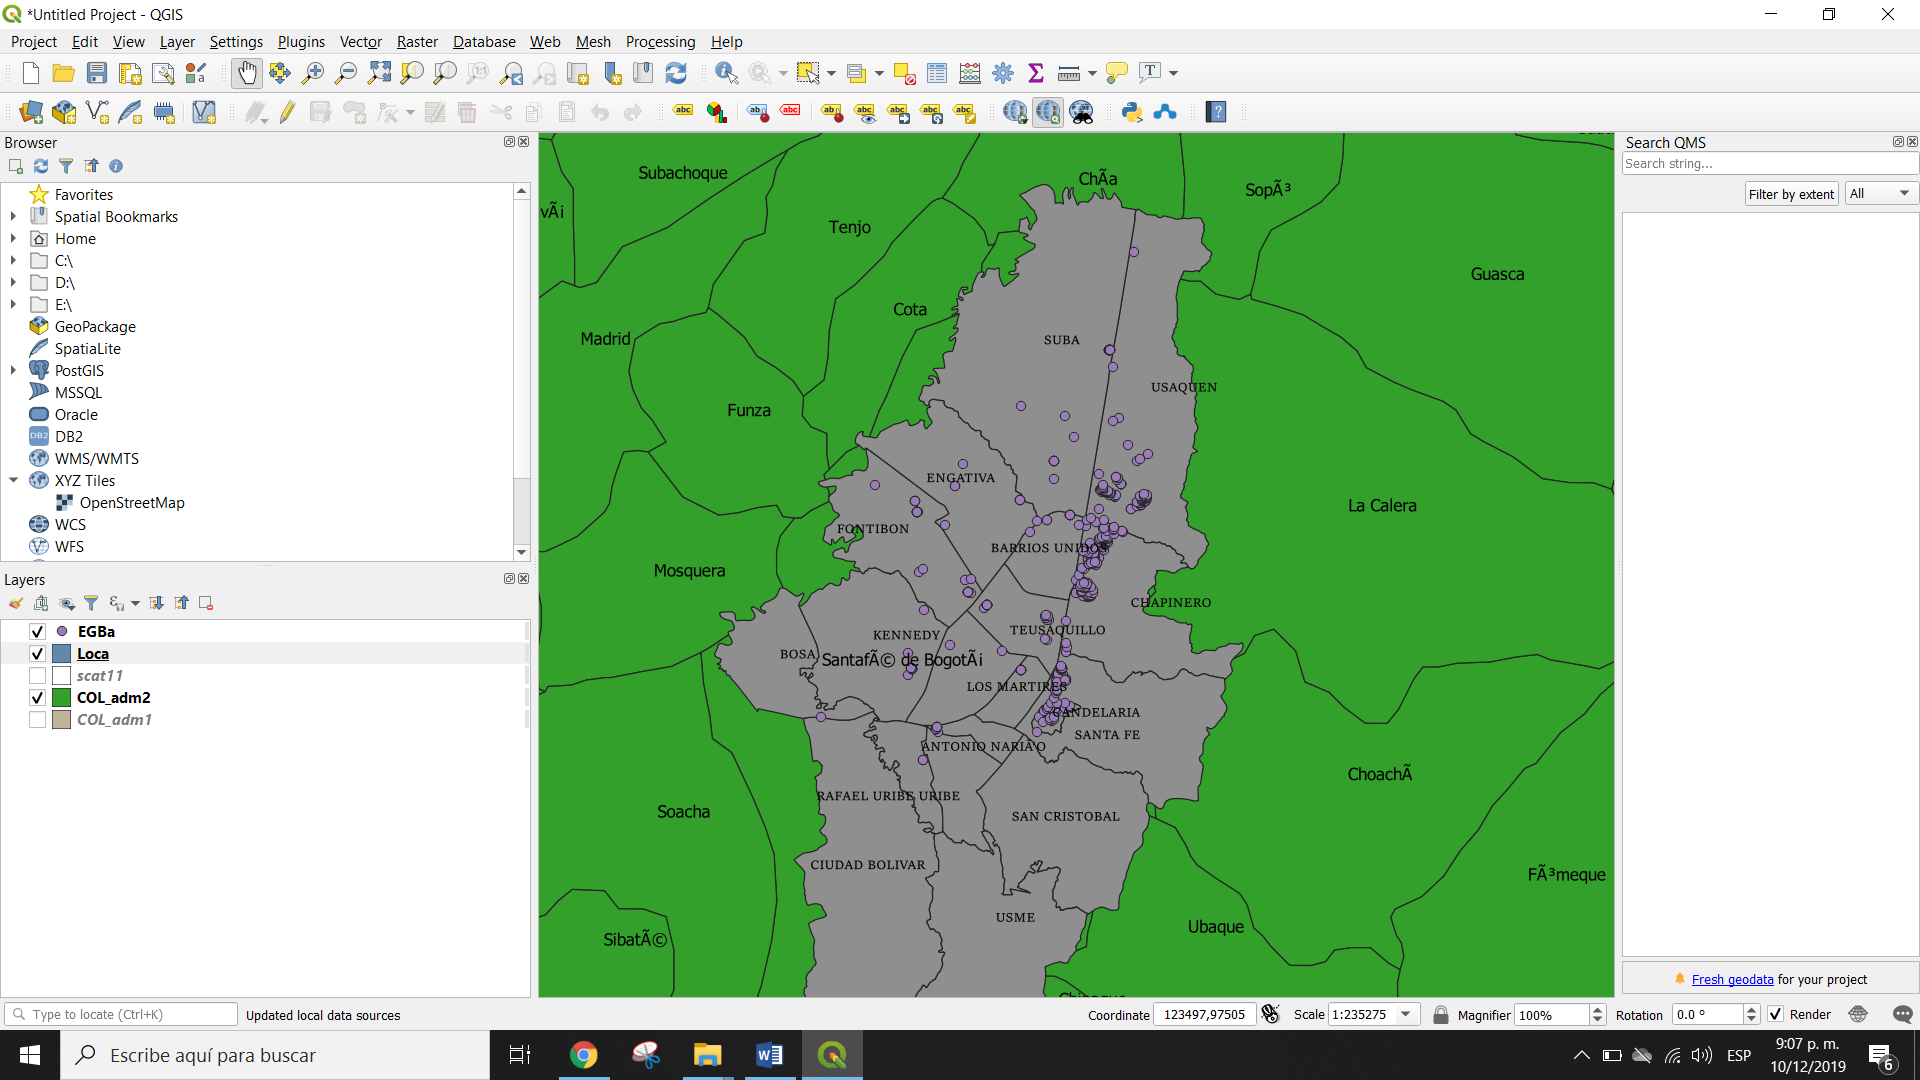 *Untitled Project - QGIS
Project Edit View Layer Settings Plugins Vector Raster Database Web Mesh Processing Help
Browser
Favorites
Spatial Bookmarks
Home
C:\
D:\
E:\
GeoPackage
SpatiaLite
PostGIS
MSSQL
Oracle
DB2
WMS/WMTS
XYZ Tiles
OpenStreetMap
WCS
WFS
Layers
EGBa
Loca
scat11
COL_adm2
COL_adm1
Subachoque
ChÃ­a
SopÃ³
Tenjo
Guasca
Cota
Madrid
SUBA
USAQUEN
Funza
ENGATIVA
La Calera
FONTIBON
BARRIOS UNIDOS
Mosquera
CHAPINERO
TEUSAQUILLO
KENNEDY
BOSA
SantafÃ© de BogotÃ¡
LOS MARTIRES
CANDELARIA
SANTA FE
ANTONIO NARIÃ'O
ChoachÃ­
RAFAEL URIBE URIBE
Soacha
SAN CRISTOBAL
CIUDAD BOLIVAR
FÃ³meque
USME
Ubaque
SibatÃ©
Search QMS
Search string...
Filter by extent All
Fresh geodata for your project
Type to locate (Ctrl+K) Updated local data sources Coordinate 123497,97505 Scale 1:235275 Magnifier 100% Rotation 0.0 ° Render
Escribe aquí para buscar
ESP
9:07 p. m.
10/12/2019
6